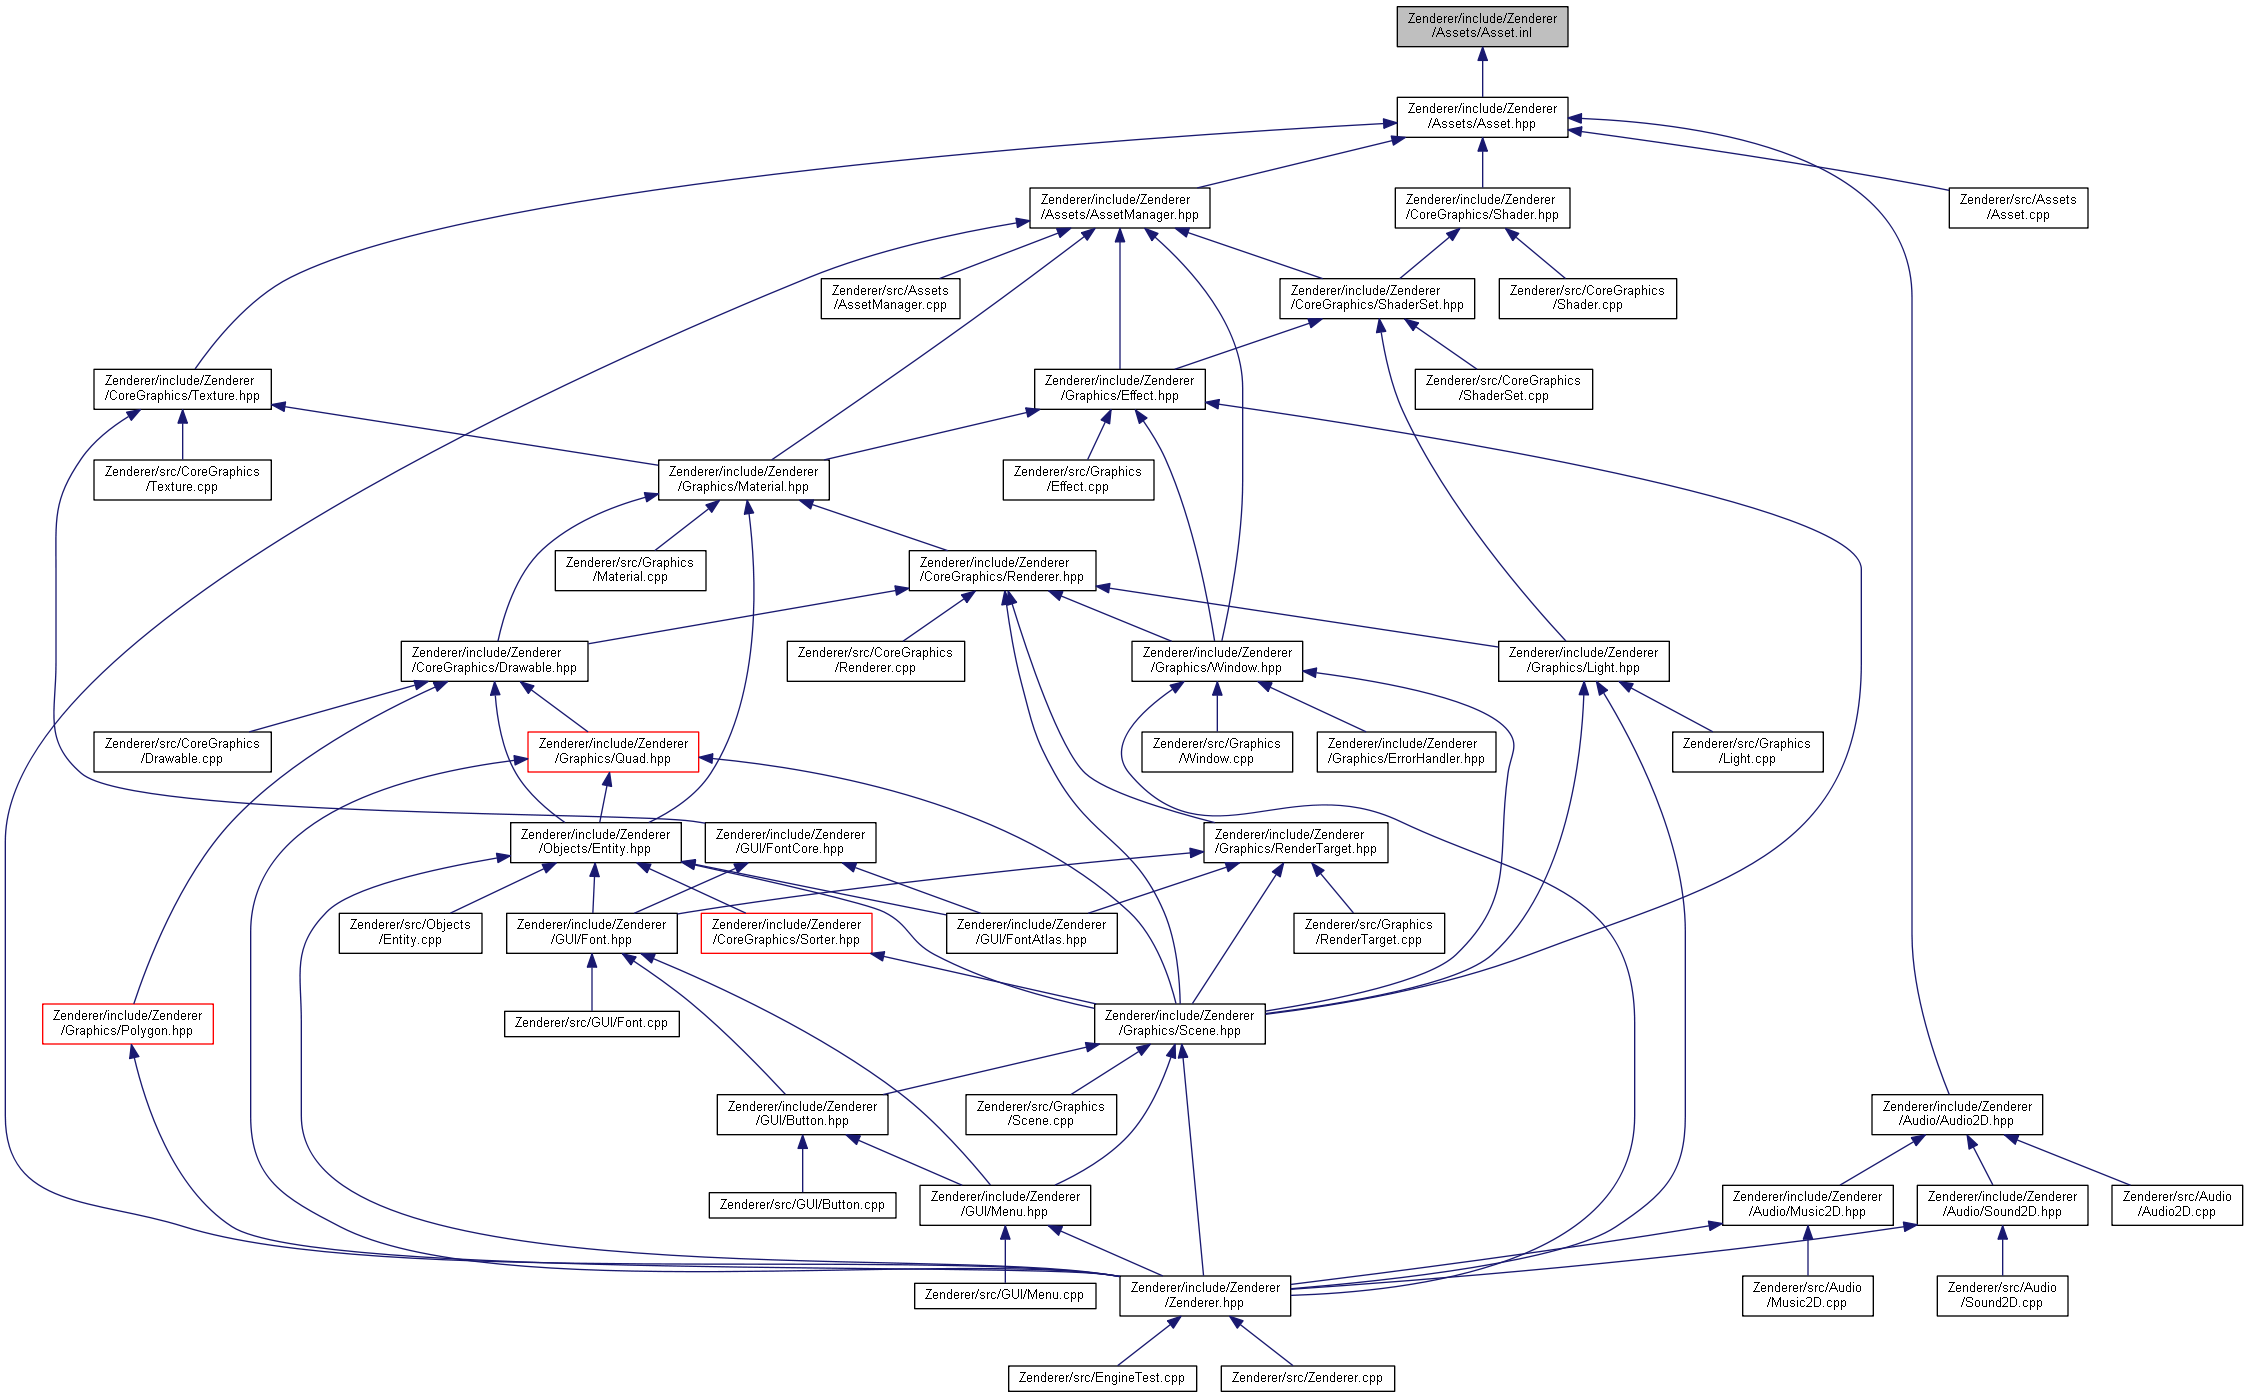 Zenderer/include/Zenderer
/Assets/Asset.inl
Zenderer/include/Zenderer
/Assets/Asset.hpp
Zenderer/include/Zenderer
/Assets/AssetManager.hpp
Zenderer/include/Zenderer
/CoreGraphics/Shader.hpp
Zenderer/src/Assets
/Asset.cpp
Zenderer/src/Assets
/AssetManager.cpp
Zenderer/include/Zenderer
/CoreGraphics/ShaderSet.hpp
Zenderer/src/CoreGraphics
/Shader.cpp
Zenderer/include/Zenderer
/CoreGraphics/Texture.hpp
Zenderer/include/Zenderer
/Graphics/Effect.hpp
Zenderer/src/CoreGraphics
/ShaderSet.cpp
Zenderer/src/CoreGraphics
/Texture.cpp
Zenderer/include/Zenderer
/Graphics/Material.hpp
Zenderer/src/Graphics
/Effect.cpp
Zenderer/src/Graphics
/Material.cpp
Zenderer/include/Zenderer
/CoreGraphics/Renderer.hpp
Zenderer/include/Zenderer
/CoreGraphics/Drawable.hpp
Zenderer/src/CoreGraphics
/Renderer.cpp
Zenderer/include/Zenderer
/Graphics/Window.hpp
Zenderer/include/Zenderer
/Graphics/Light.hpp
Zenderer/src/CoreGraphics
/Drawable.cpp
Zenderer/include/Zenderer
/Graphics/Quad.hpp
Zenderer/src/Graphics
/Window.cpp
Zenderer/include/Zenderer
/Graphics/ErrorHandler.hpp
Zenderer/src/Graphics
/Light.cpp
Zenderer/include/Zenderer
/Objects/Entity.hpp
Zenderer/include/Zenderer
/GUI/FontCore.hpp
Zenderer/include/Zenderer
/Graphics/RenderTarget.hpp
Zenderer/src/Objects
/Entity.cpp
Zenderer/include/Zenderer
/GUI/Font.hpp
Zenderer/include/Zenderer
/CoreGraphics/Sorter.hpp
Zenderer/include/Zenderer
/GUI/FontAtlas.hpp
Zenderer/src/Graphics
/RenderTarget.cpp
Zenderer/include/Zenderer
/Graphics/Polygon.hpp
Zenderer/src/GUI/Font.cpp
Zenderer/include/Zenderer
/Graphics/Scene.hpp
Zenderer/include/Zenderer
/GUI/Button.hpp
Zenderer/src/Graphics
/Scene.cpp
Zenderer/include/Zenderer
/Audio/Audio2D.hpp
Zenderer/src/GUI/Button.cpp
Zenderer/include/Zenderer
/GUI/Menu.hpp
Zenderer/include/Zenderer
/Audio/Music2D.hpp
Zenderer/include/Zenderer
/Audio/Sound2D.hpp
Zenderer/src/Audio
/Audio2D.cpp
Zenderer/src/GUI/Menu.cpp
Zenderer/include/Zenderer
/Zenderer.hpp
Zenderer/src/Audio
/Music2D.cpp
Zenderer/src/Audio
/Sound2D.cpp
Zenderer/src/EngineTest.cpp
Zenderer/src/Zenderer.cpp